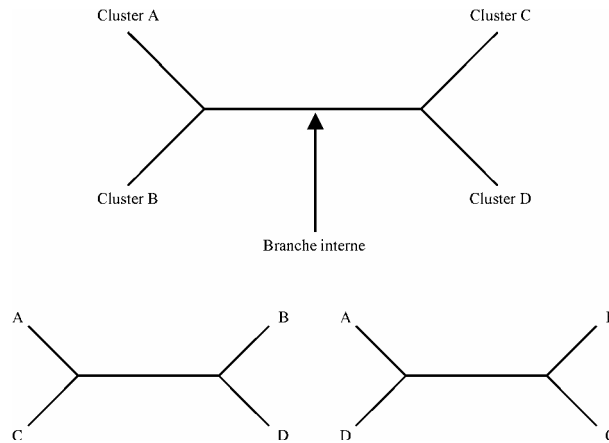 Cluster A
Cluster C
Cluster B
Cluster D
Branche interne
A
B
A
C
D
D